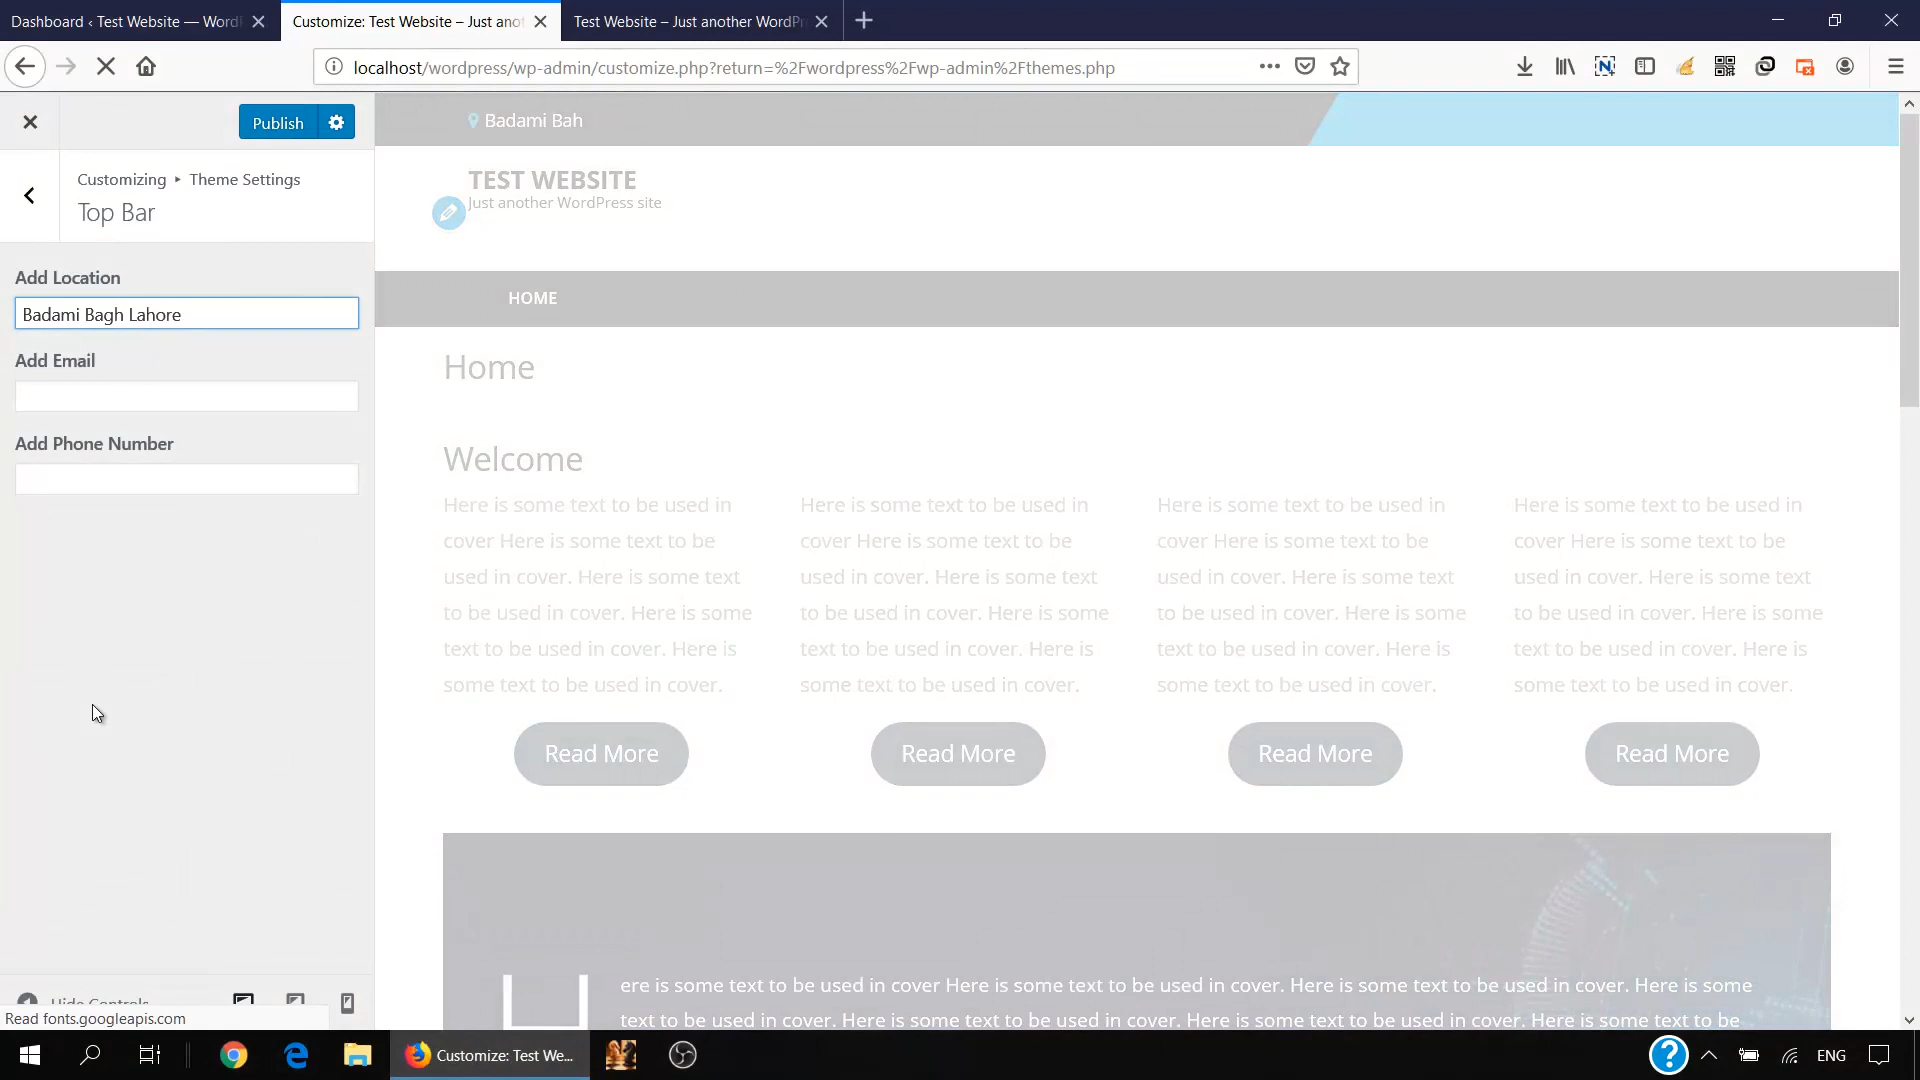 Dashboard ‹ Test Website — Word
Customize: Test Website – Just anot
Test Website – Just another WordPr
localhost/wordpress/wp-admin/customize.php?return=%2Fwordpress%2Fwp-admin%2Fthemes.php
Publish
Customizing ▸ Theme Settings
Top Bar
Add Location
Badami Bagh Lahore
Add Email
Add Phone Number
Hide Controls
Read fonts.googleapis.com
Badami Bah
TEST WEBSITE
Just another WordPress site
HOME
Home
Welcome
Here is some text to be used in
cover Here is some text to be
used in cover. Here is some text
to be used in cover. Here is some
text to be used in cover. Here is
some text to be used in cover.
Read More
Here is some text to be used in
cover Here is some text to be
used in cover. Here is some text
to be used in cover. Here is some
text to be used in cover. Here is
some text to be used in cover.
Read More
Here is some text to be used in
cover Here is some text to be
used in cover. Here is some text
to be used in cover. Here is some
text to be used in cover. Here is
some text to be used in cover.
Read More
Here is some text to be used in
cover Here is some text to be
used in cover. Here is some text
to be used in cover. Here is some
text to be used in cover. Here is
some text to be used in cover.
Read More
Here is some text to be used in cover Here is some text to be used in cover. Here is some text to be used in cover. Here is some
text to be used in cover. Here is some text to be used in cover. Here is some text to be used in cover. Here is some text to be
Customize: Test We...
ENG